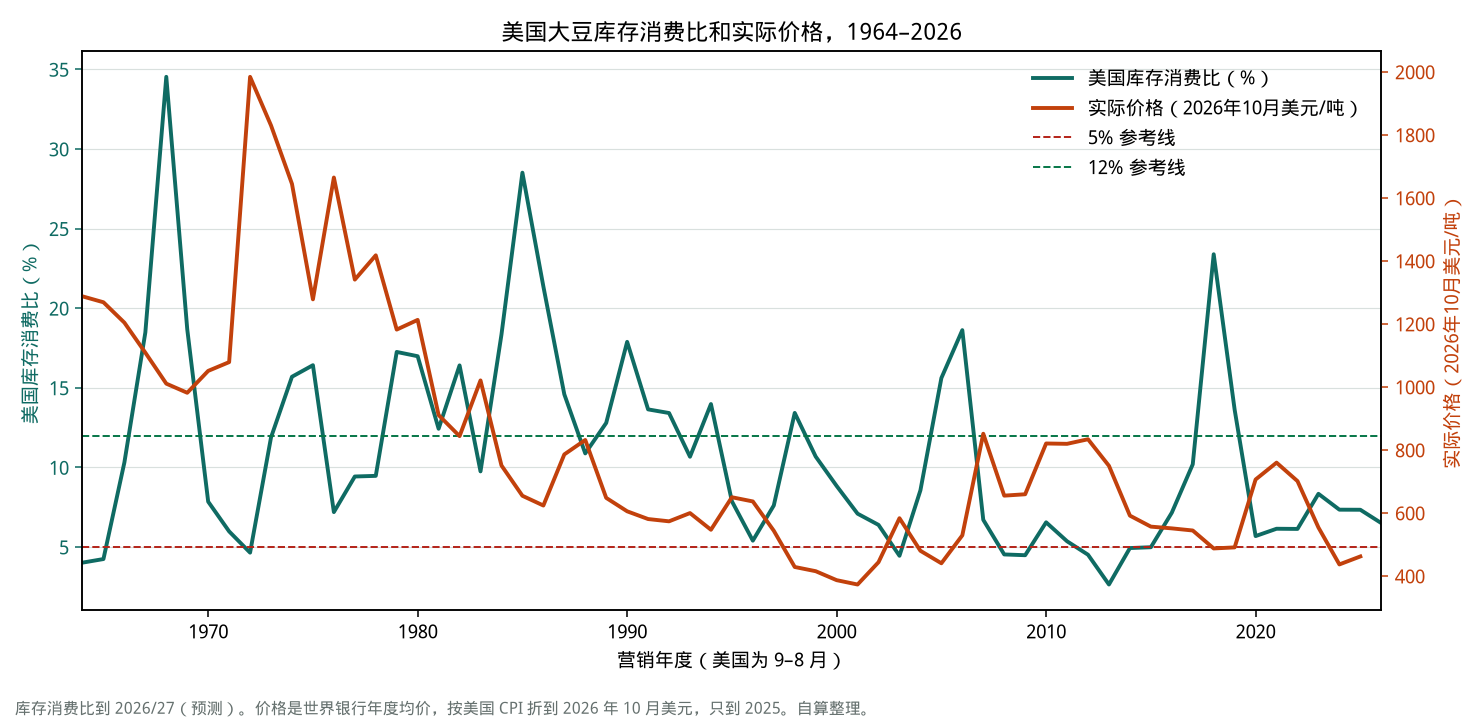 美国大豆库存消费比和实际价格，1964–2026
美国库存消费比（%）
实际价格（2026年10月美元/吨）
5% 参考线
12% 参考线
美国库存消费比（%）
35
30
25
20
15
10
5
实际价格（2026年10月美元/吨）
2000
1800
1600
1400
1200
1000
800
600
400
1970 1980 1990 2000 2010 2020
营销年度（美国为 9–8 月）
库存消费比到 2026/27（预测）。价格是世界银行年度均价，按美国 CPI 折到 2026 年 10 月美元，只到 2025。自算整理。